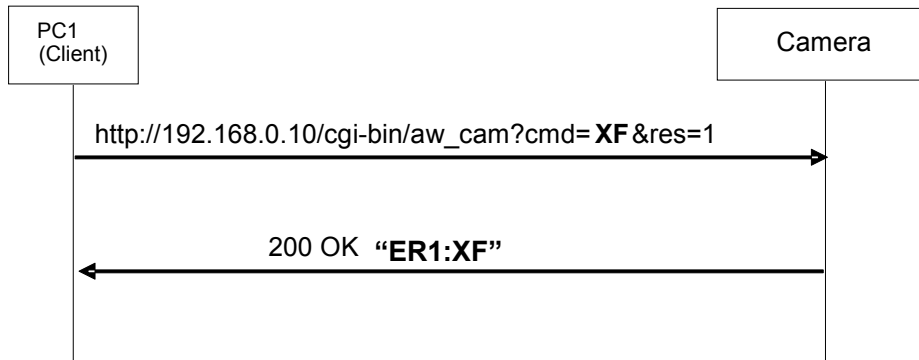 PC1
(Client)
Camera
http://192.168.0.10/cgi-bin/aw_cam?cmd= XF &res=1
200 OK “ER1:XF”